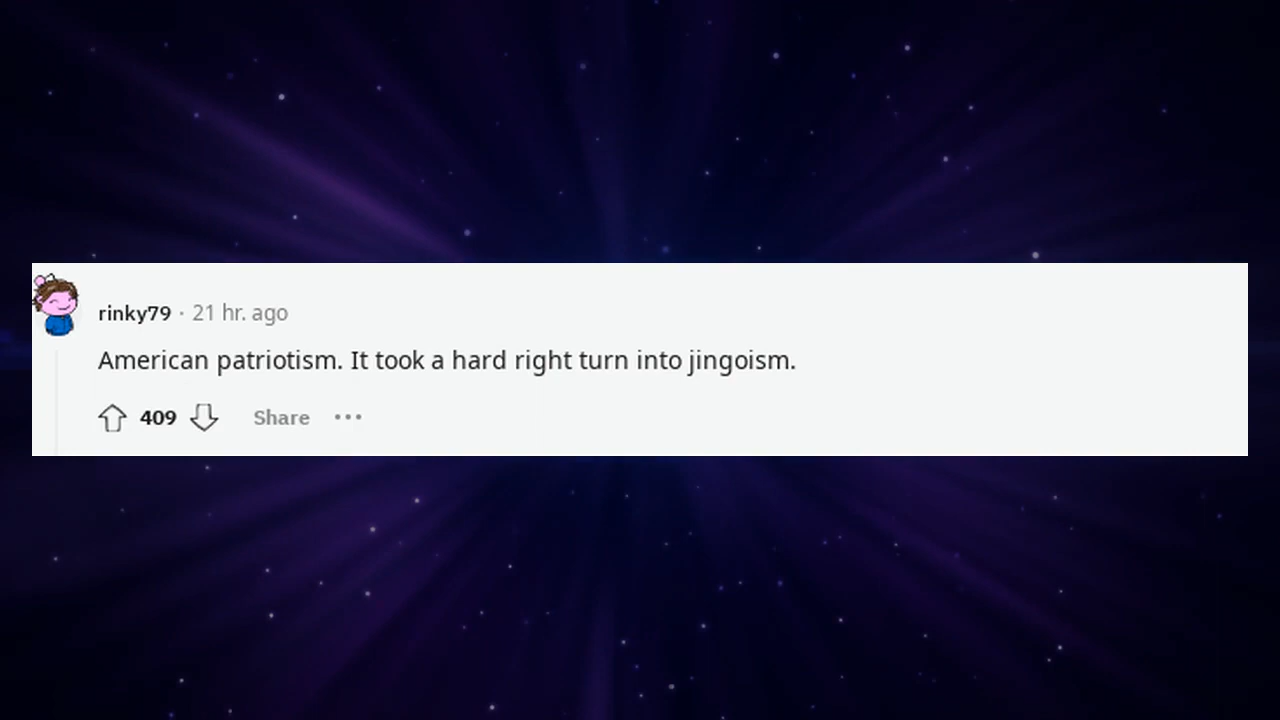 rinky79 · 21 hr. ago
American patriotism. It took a hard right turn into jingoism.
409 Share ···